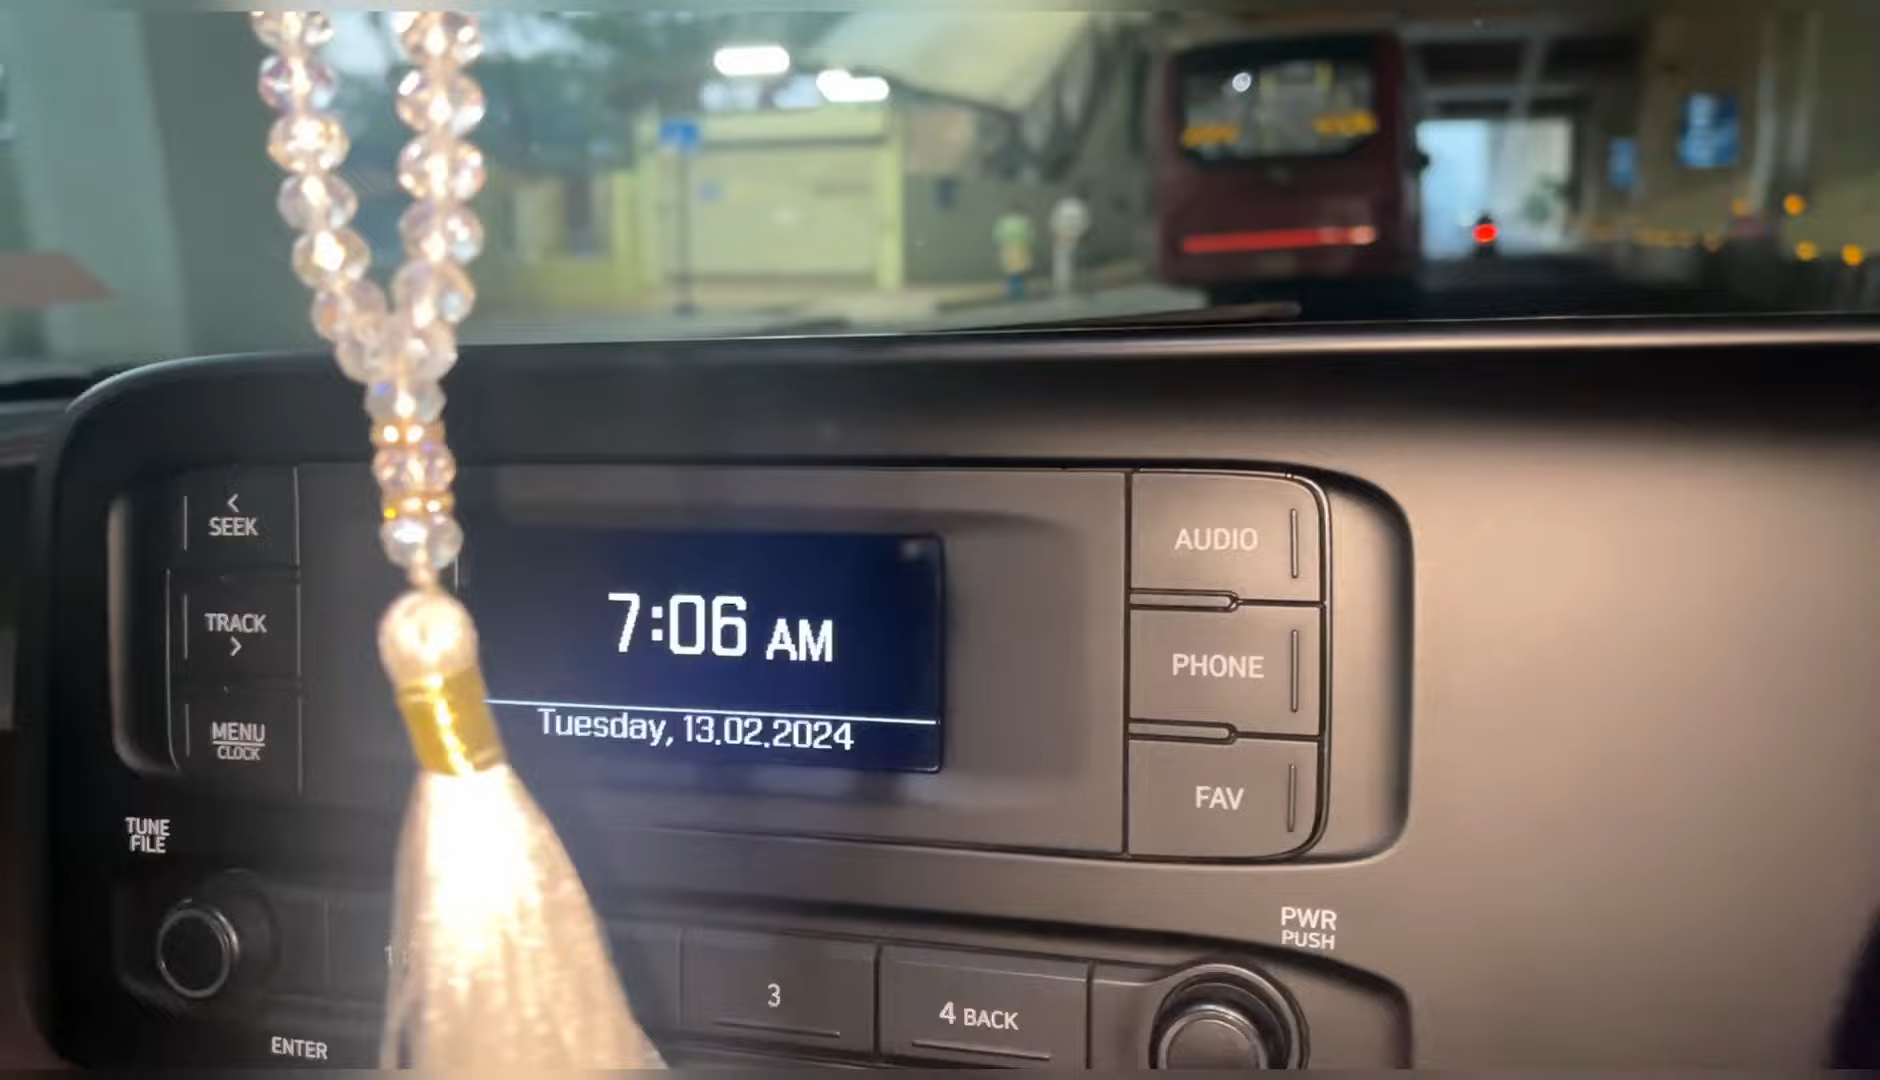 <
SEEK
TRACK
>
MENU
CLOCK
7:06 AM
Tuesday, 13.02.2024
AUDIO
PHONE
FAV
TUNE
FILE
PWR
PUSH
1
3
4 BACK
ENTER